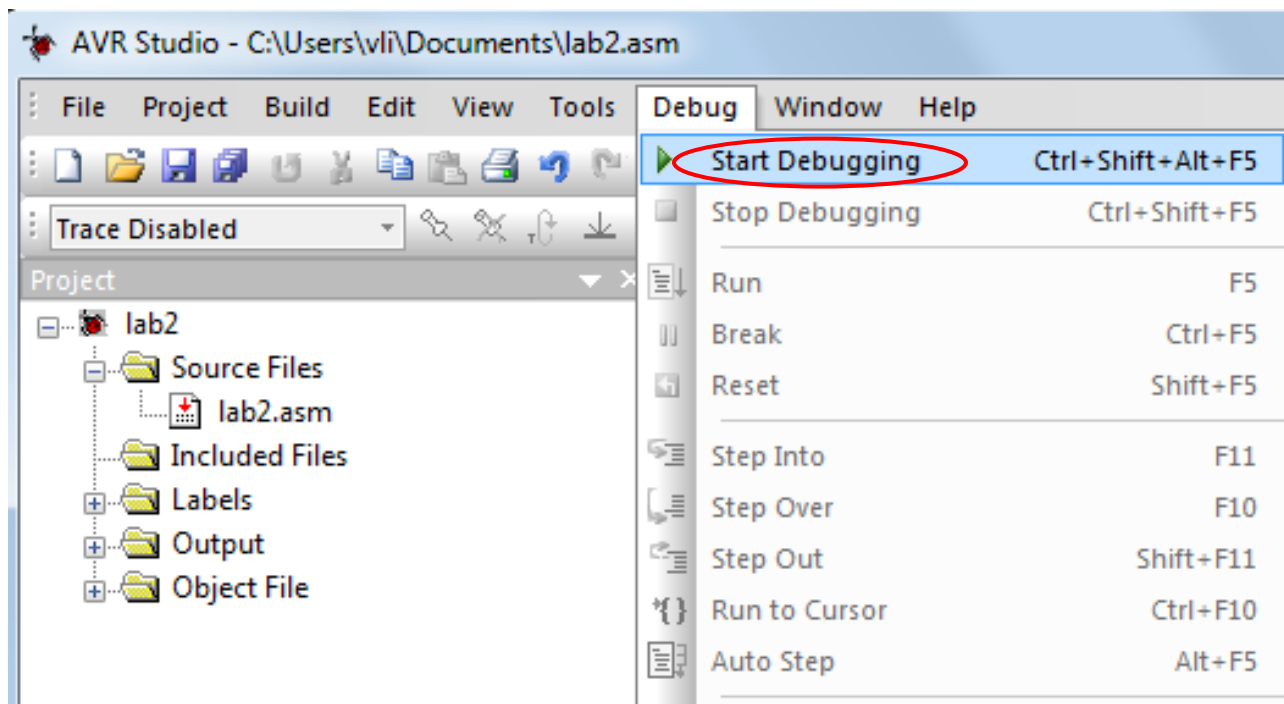 AVR Studio - C:\Users\vli\Documents\lab2.asm
File Project Build Edit View Tools Debug Window Help
Trace Disabled
Project
lab2
Source Files
lab2.asm
Included Files
Labels
Output
Object File
Start Debugging Ctrl+Shift+Alt+F5
Stop Debugging Ctrl+Shift+F5
Run F5
Break Ctrl+F5
Reset Shift+F5
Step Into F11
Step Over F10
Step Out Shift+F11
Run to Cursor Ctrl+F10
Auto Step Alt+F5